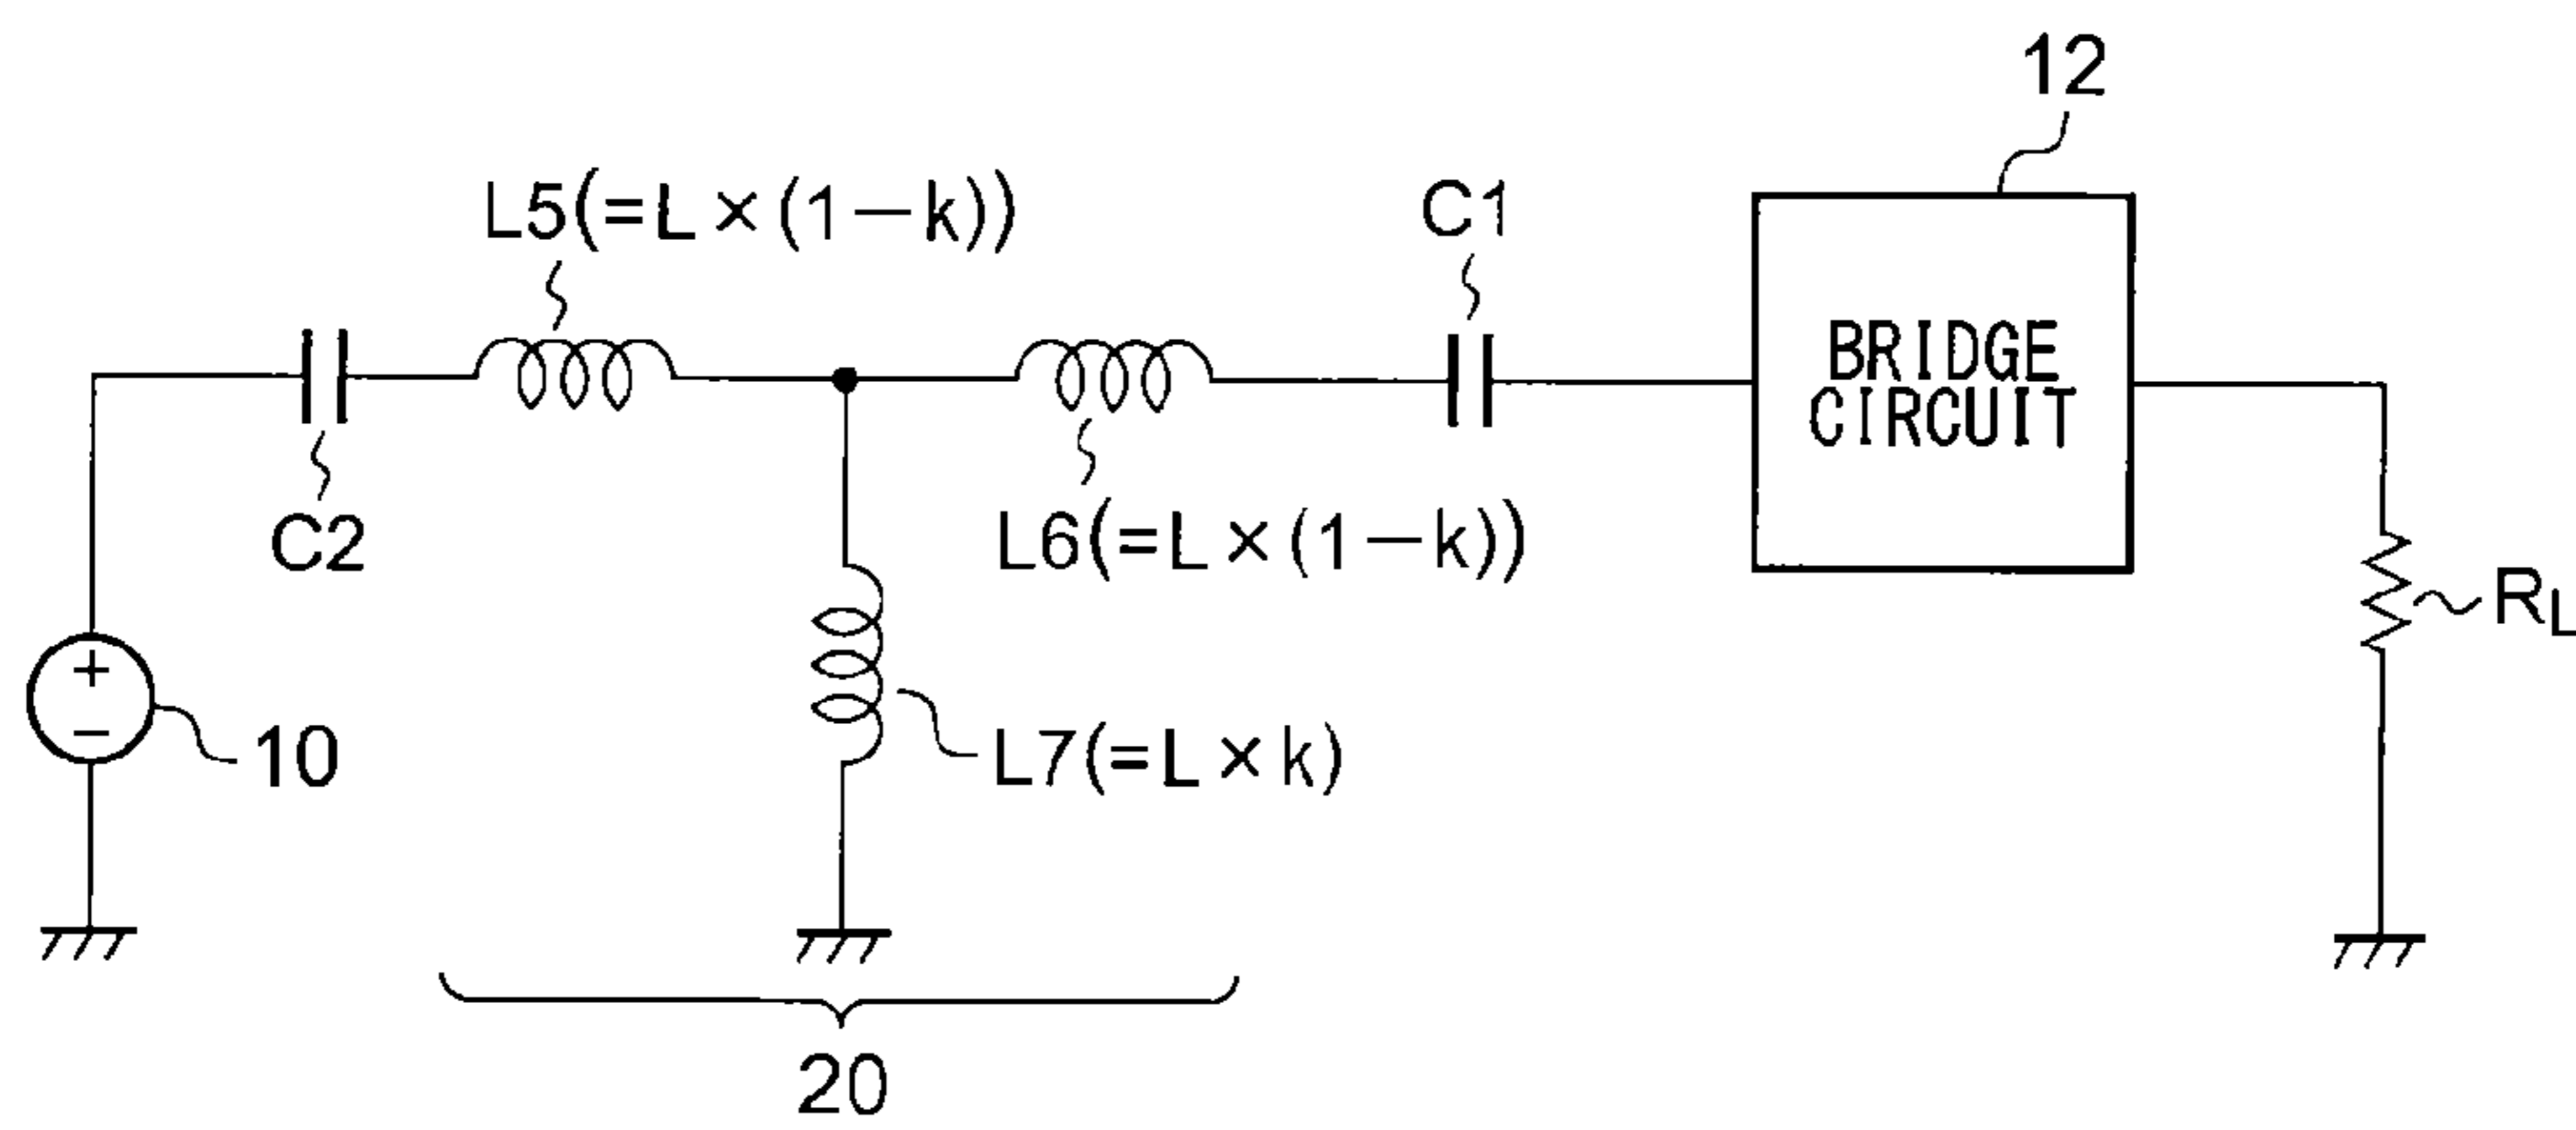 12
L5(=L×(1−k))
C1
BRIDGE
CIRCUIT
C2
L6(=L×(1−k))
RL
+
−
10
L7(=L×k)
20